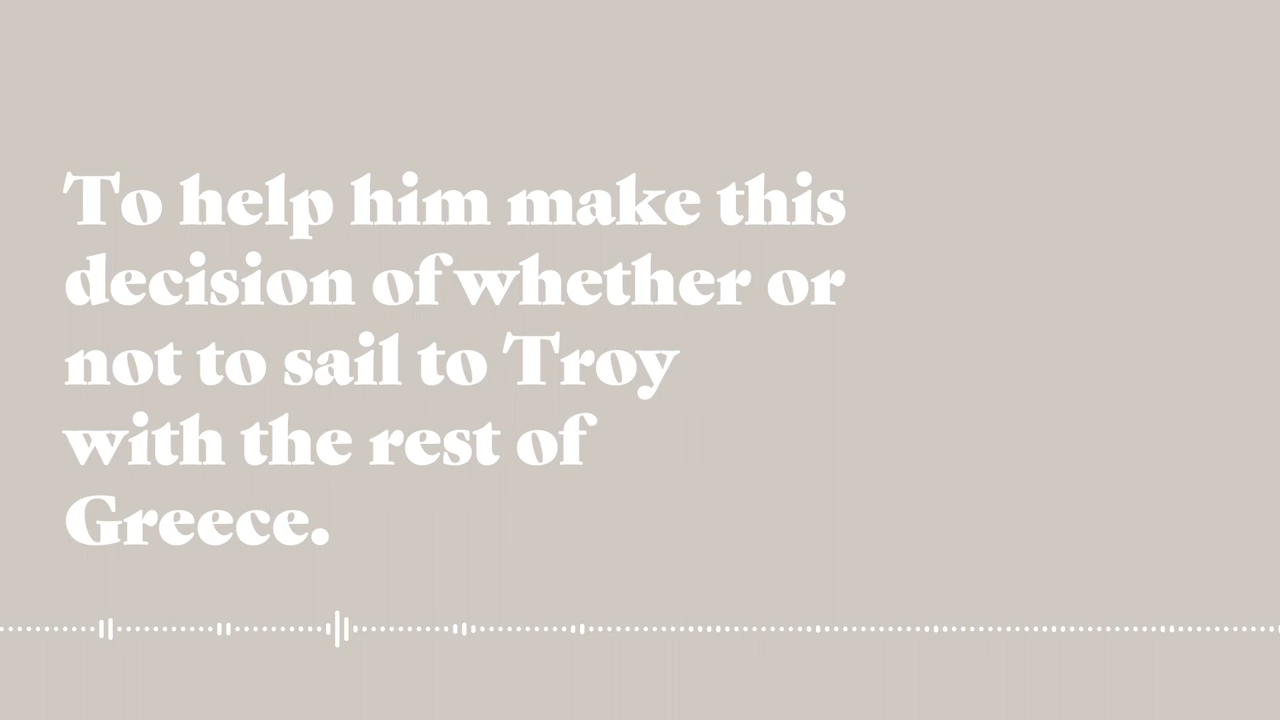 To help him make this
decision of whether or
not to sail to Troy
with the rest of
Greece.